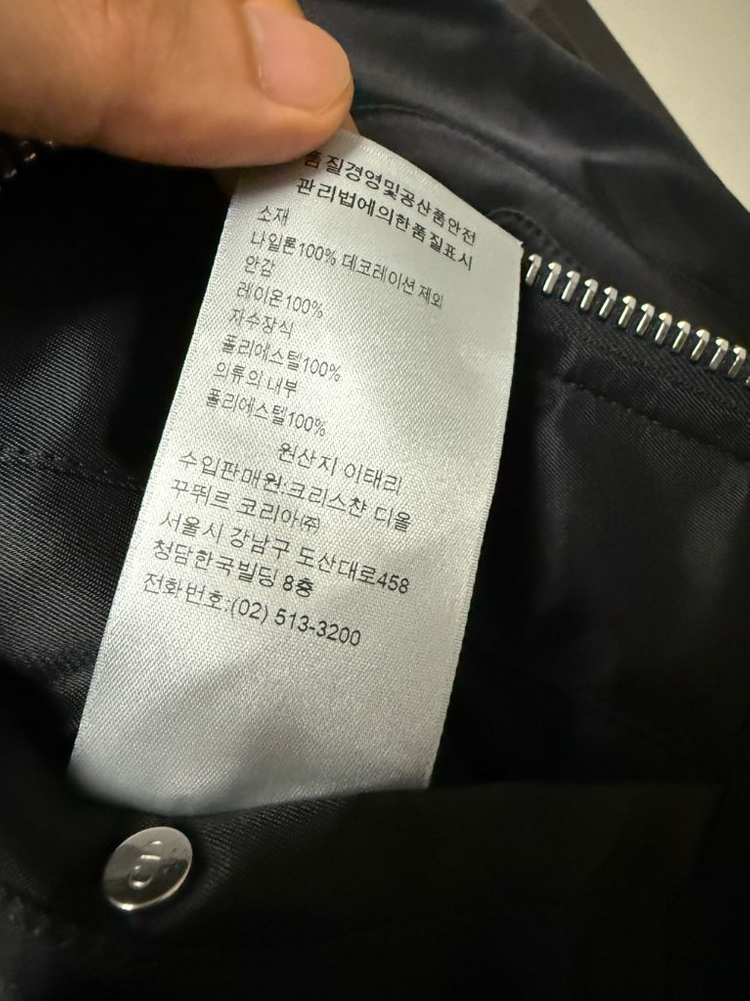 품질경영및공산품안전
관리법에의한품질표시
소재
나일론100% 데코레이션 제외
안감
레이온100%
자수장식
폴리에스텔100%
의류의 내부
폴리에스텔100%
원산지 이태리
수입판매원:크리스챤 디올
꾸뛰르 코리아㈜
서울시 강남구 도산대로458
청담한국빌딩 8층
전화번호:(02) 513-3200